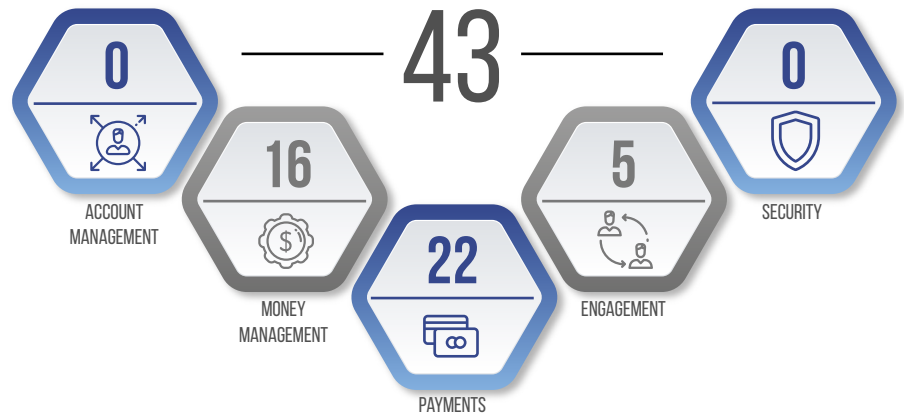 43
0
ACCOUNT
MANAGEMENT
16
$
MONEY
MANAGEMENT
22
PAYMENTS
5
ENGAGEMENT
0
SECURITY